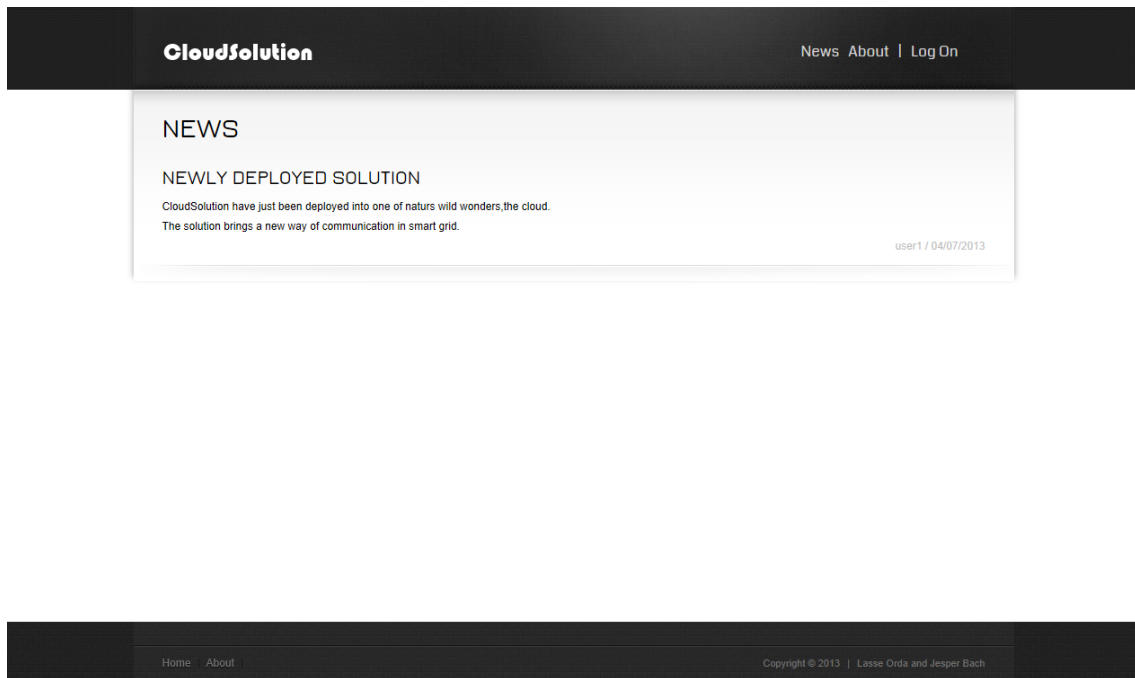 CloudSolution
News About | Log On
NEWS
NEWLY DEPLOYED SOLUTION
CloudSolution have just been deployed into one of naturs wild wonders,the cloud.
The solution brings a new way of communication in smart grid.
user1 / 04/07/2013
Home | About |
Copyright © 2013 | Lasse Orda and Jesper Bach